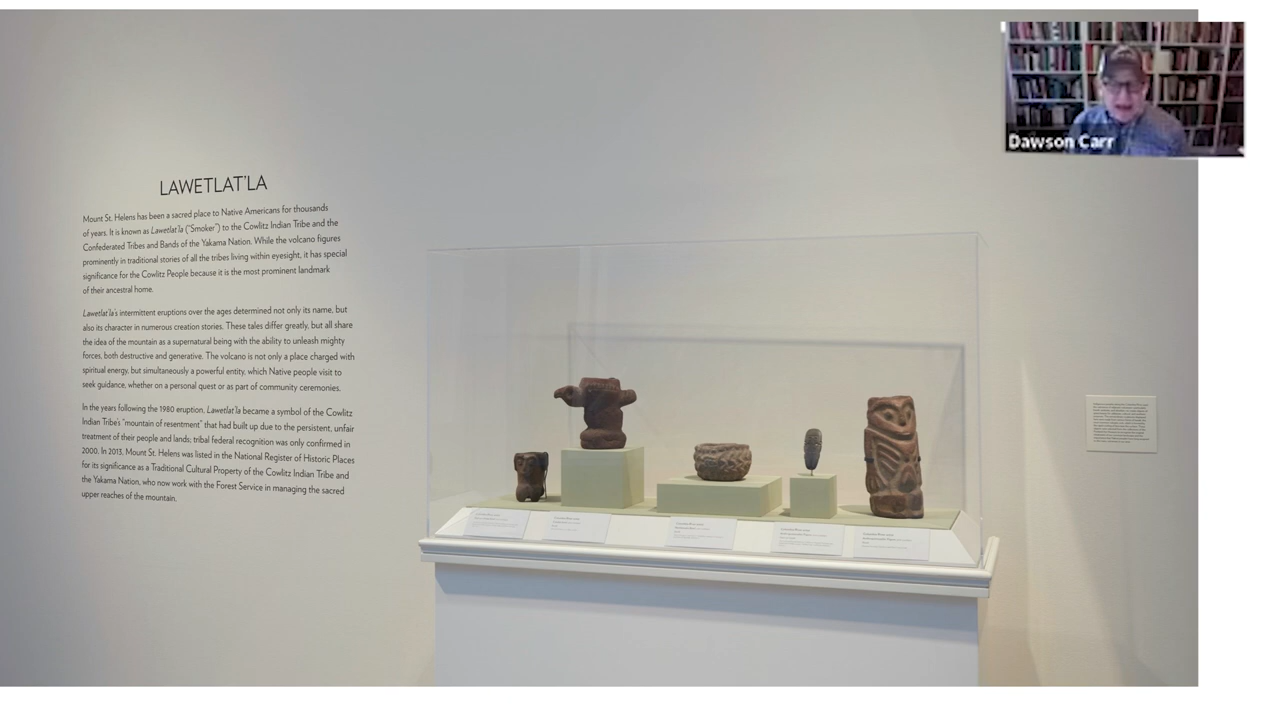 Dawson Carr
LAWETLAT'LA
Mount St. Helens has been a sacred place to Native Americans for thousands
of years. It is known as Lawetlat'la ("Smoker") to the Cowlitz Indian Tribe and the
Confederated Tribes and Bands of the Yakama Nation. While the volcano figures
prominently in traditional stories of all the tribes living within eyesight, it has special
significance for the Cowlitz People because it is the most prominent landmark
of their ancestral home.
Lawetlat'la's intermittent eruptions over the ages determined not only its name, but
also its character in numerous creation stories. These tales differ greatly, but all share
the idea of the mountain as a supernatural being with the ability to unleash mighty
forces, both destructive and generative. The volcano is not only a place charged with
spiritual energy, but simultaneously a powerful entity, which Native people visit to
seek guidance, whether on a personal quest or as part of community ceremonies.
In the years following the 1980 eruption, Lawetlat'la became a symbol of the Cowlitz
Indian Tribe's "mountain of resentment" that had built up due to the persistent, unfair
treatment of their people and lands; tribal federal recognition was only confirmed in
2000. In 2013, Mount St. Helens was listed in the National Register of Historic Places
for its significance as a Traditional Cultural Property of the Cowlitz Indian Tribe and
the Yakama Nation, who now work with the Forest Service in managing the sacred
upper reaches of the mountain.